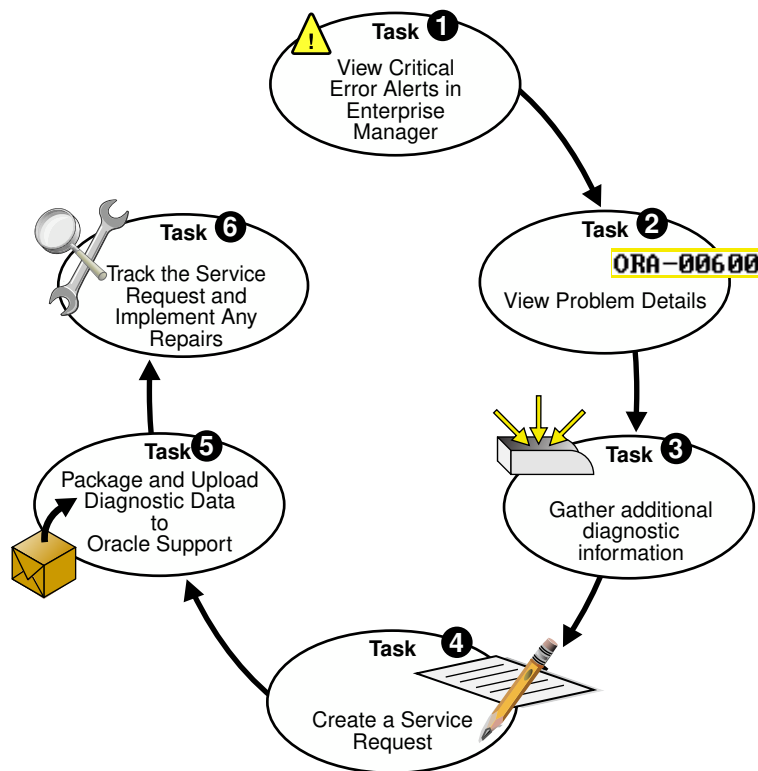 Task 1
!
View Critical
Error Alerts in
Enterprise
Manager
Task 2
ORA-00600
View Problem Details
Task 3
Gather additional
diagnostic
information
Task 4
Create a Service
Request
Task 5
Package and Upload
Diagnostic Data
to
Oracle Support
Task 6
Track the Service
Request and
Implement Any
Repairs